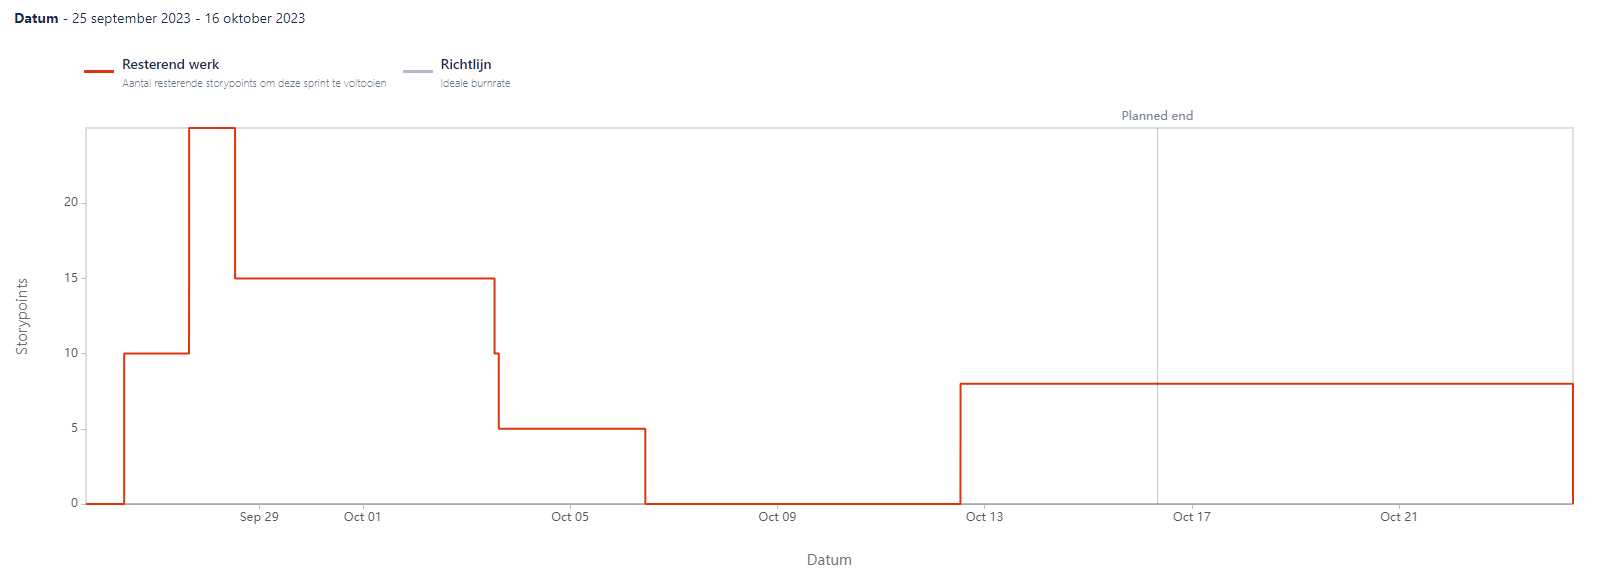 Datum - 25 september 2023 - 16 oktober 2023
Resterend werk
Aantal resterende storypoints om deze sprint te voltooien
Richtlijn
Ideale burnrate
Planned end
20
15
10
5
0
Storypoints
Sep 29
Oct 01
Oct 05
Oct 09
Oct 13
Oct 17
Oct 21
Datum